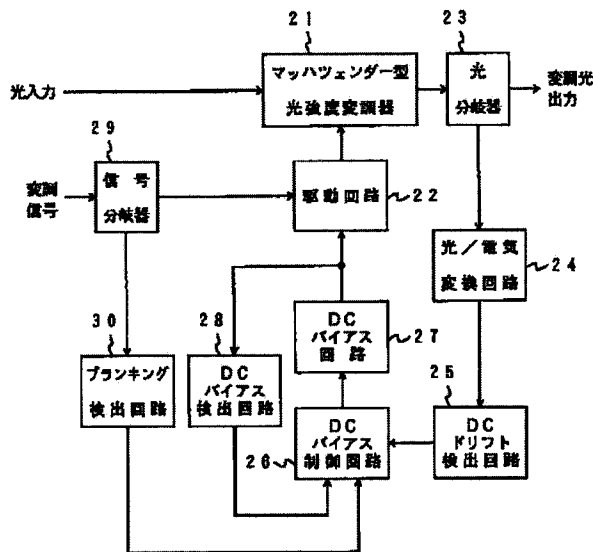 21
マッハツェンダー型
光強度変調器
23
光
分岐器
光入力
変調光
出力
29
信号
分岐器
変調
信号
駆動回路
22
光／電気
変換回路
24
30
ブランキング
検出回路
28
DC
バイアス
検出回路
DC
バイアス
回路
27
25
DC
ドリフト
検出回路
DC
バイアス
制御回路
26